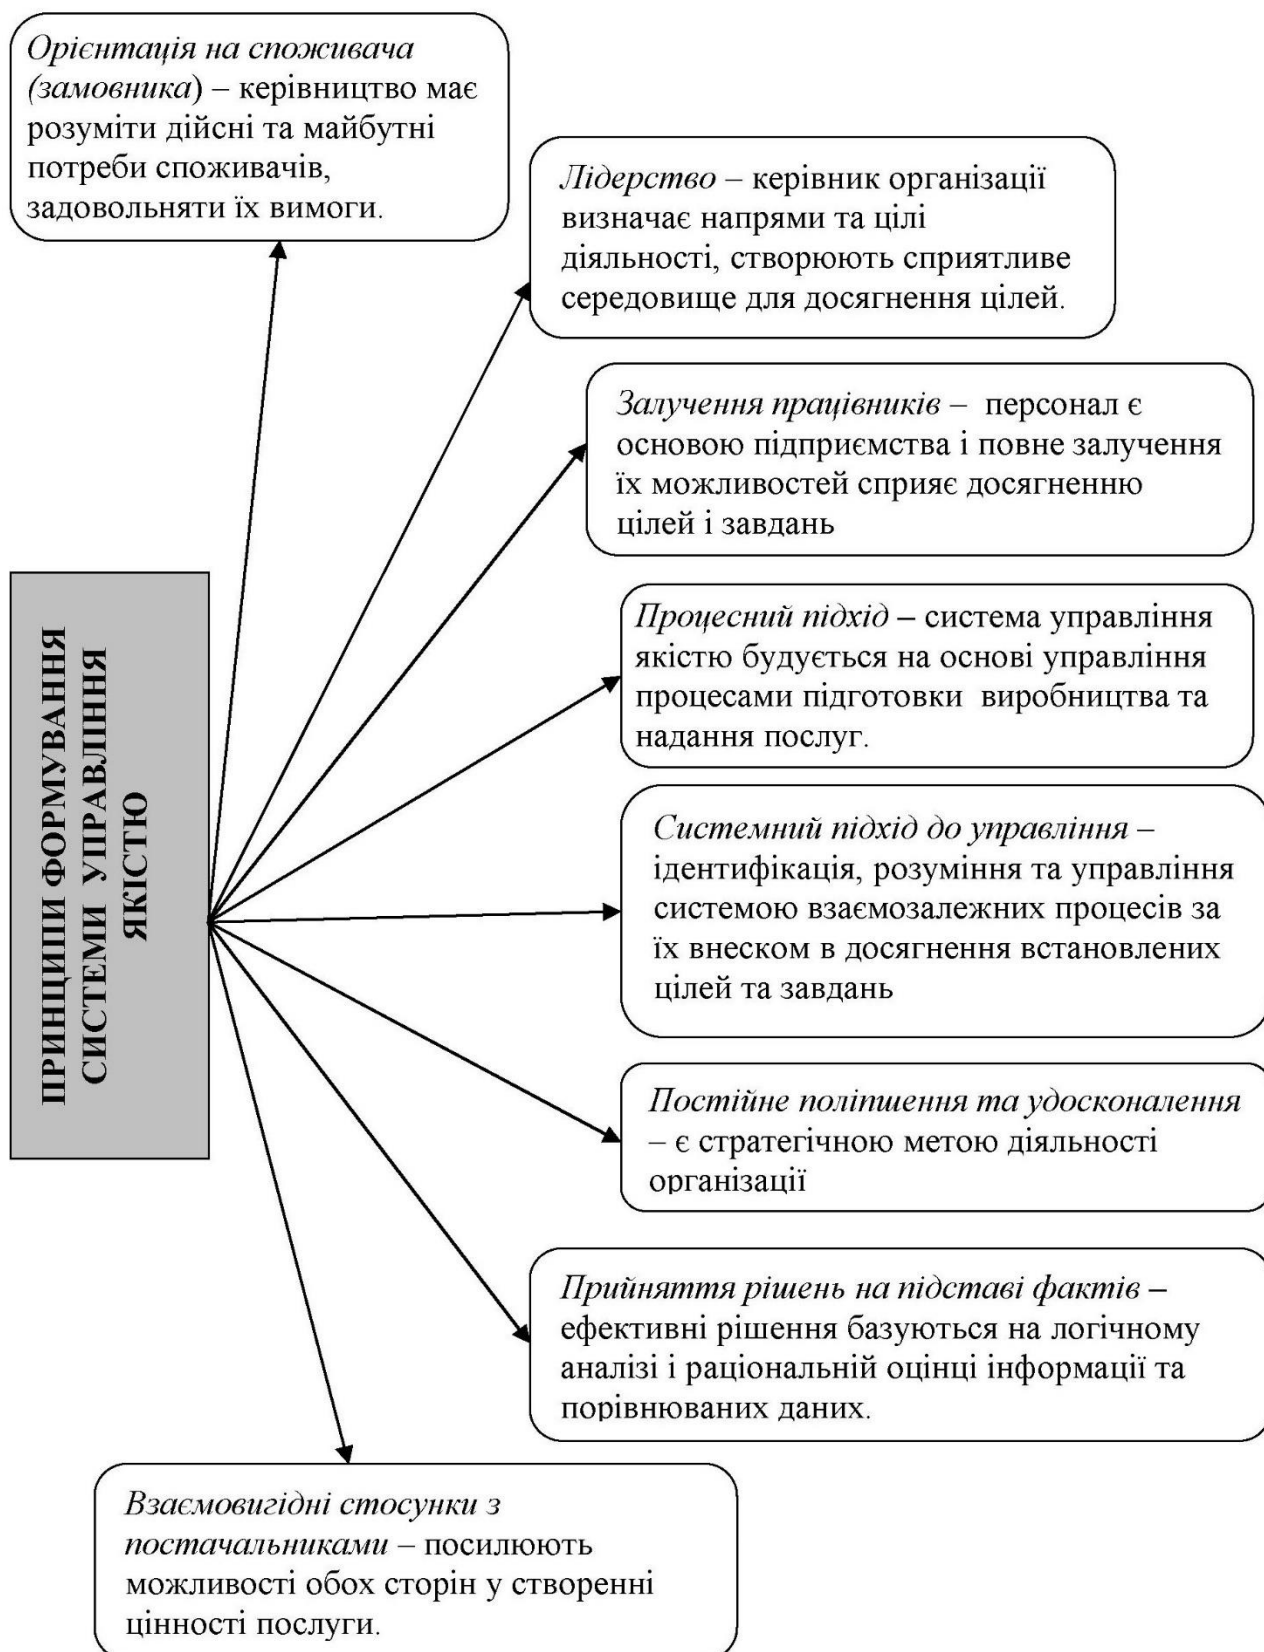 Орієнтація на споживача
(замовника) – керівництво має
розуміти дійсні та майбутні
потреби споживачів,
задовольняти їх вимоги.
Лідерство – керівник організації
визначає напрями та цілі
діяльності, створюють сприятливе
середовище для досягнення цілей.
Залучення працівників – персонал є
основою підприємства і повне залучення
їх можливостей сприяє досягненню
цілей і завдань
ПРИНЦИПИ ФОРМУВАННЯ
СИСТЕМИ УПРАВЛІННЯ
ЯКІСТЮ
Процесний підхід – система управління
якістю будується на основі управління
процесами підготовки виробництва та
надання послуг.
Системний підхід до управління –
ідентифікація, розуміння та управління
системою взаємозалежних процесів за
їх внеском в досягнення встановлених
цілей та завдань
Постійне поліпшення та удосконалення
– є стратегічною метою діяльності
організації
Прийняття рішень на підставі фактів –
ефективні рішення базуються на логічному
аналізі і раціональній оцінці інформації та
порівнюваних даних.
Взаємовигідні стосунки з
постачальниками – посилюють
можливості обох сторін у створенні
цінності послуги.